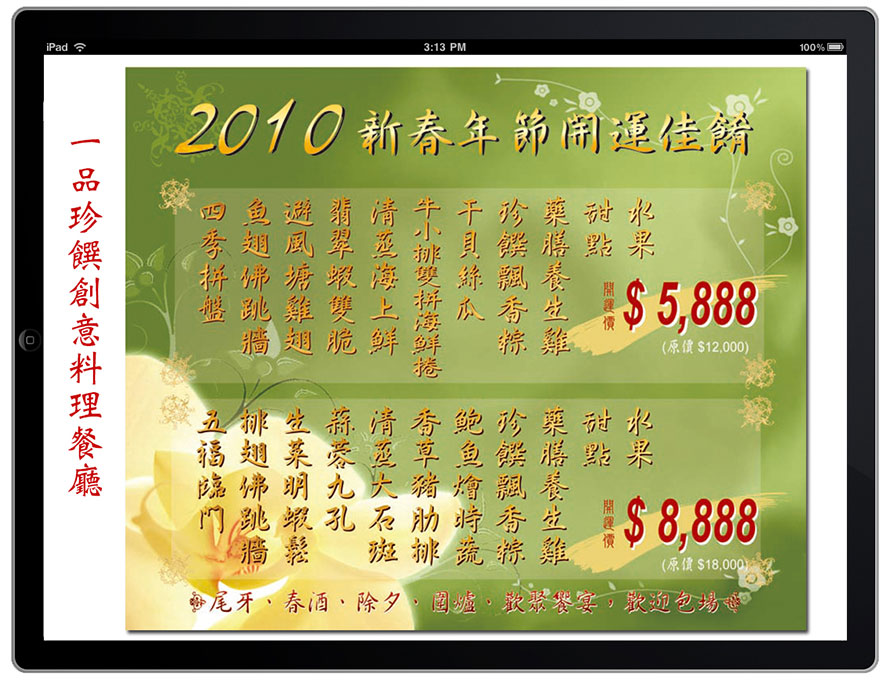 iPad
3:13 PM
100%
一品珍饌創意料理餐廳
2010新春年節開運佳餚
四季拼盤
魚翅佛跳牆
避風塘雞翅
翡翠蝦雙脆
清蒸海上鮮
牛小排雙拼海鮮捲
干貝絲瓜
珍饌飄香粽
藥膳養生雞
甜點
水果
開運價
$ 5,888
(原價 $12,000)
五福臨門
排翅佛跳牆
生菜明蝦鬆
蒜蓉九孔
清蒸大石斑
香草豬肋排
鮑魚燴時蔬
珍饌飄香粽
藥膳養生雞
甜點
水果
開運價
$ 8,888
(原價 $18,000)
尾牙、春酒、除夕、圍爐、歡聚饗宴，歡迎包場